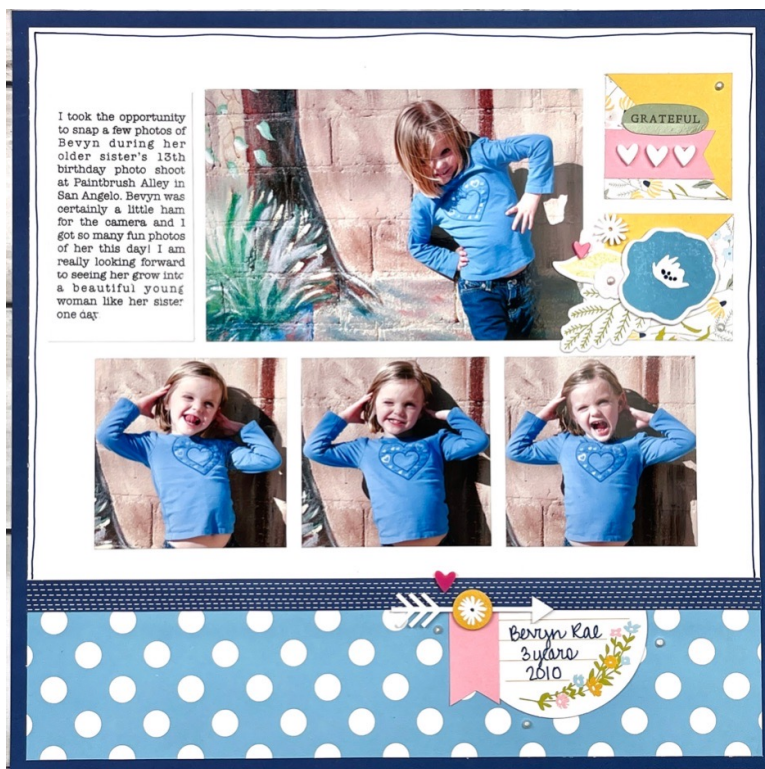 I took the opportunity
to snap a few photos of
Bevyn during her
older sister's 13th
birthday photo shoot
at Paintbrush Alley in
San Angelo. Bevyn was
certainly a little ham
for the camera and I
got so many fun photos
of her this day! I am
really looking forward
to seeing her grow into
a beautiful young
woman like her sister
one day
GRATEFUL
Bevyn Rae
3 years
2010